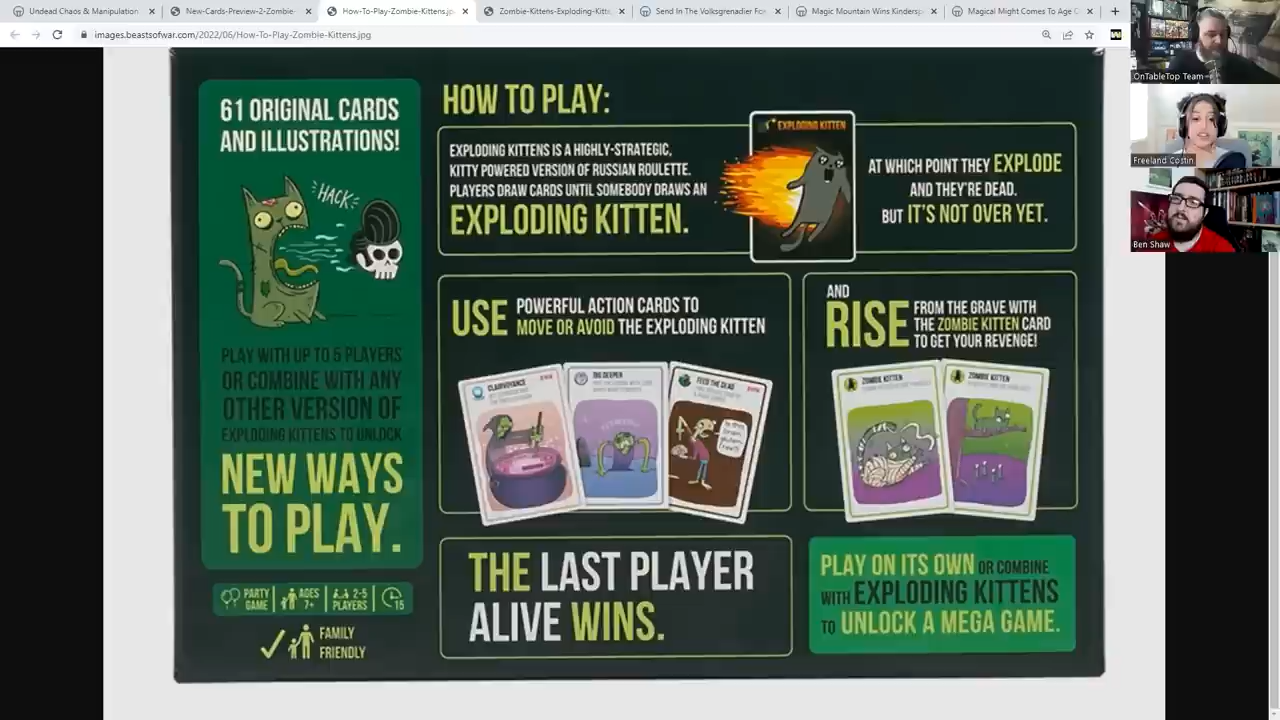 Undead Chaos & Manipulation
New-Cards-Preview-2-Zombie-
How-To-Play-Zombie-Kittens.jp
Zombie-Kittens-Exploding-Kitt
Send In The Volksgrenadier For
Magic Mountain Wins Kindersp
Magical Might Comes To Age O
images.beastsofwar.com/2022/06/How-To-Play-Zombie-Kittens.jpg
OnTableTop Team
Freeland Costin
Ben Shaw
61 ORIGINAL CARDS
AND ILLUSTRATIONS!
HACK
PLAY WITH UP TO 5 PLAYERS
OR COMBINE WITH ANY
OTHER VERSION OF
EXPLODING KITTENS TO UNLOCK
NEW WAYS
TO PLAY.
PARTY
GAME
AGES
7+
2-5
PLAYERS
15
FAMILY
FRIENDLY
HOW TO PLAY:
EXPLODING KITTENS IS A HIGHLY-STRATEGIC,
KITTY POWERED VERSION OF RUSSIAN ROULETTE.
PLAYERS DRAW CARDS UNTIL SOMEBODY DRAWS AN
EXPLODING KITTEN.
EXPLODING KITTEN
AT WHICH POINT THEY EXPLODE
AND THEY'RE DEAD.
BUT IT'S NOT OVER YET.
USE POWERFUL ACTION CARDS TO
MOVE OR AVOID THE EXPLODING KITTEN
CLAIRVOYANCE
DIG DEEPER
FEED THE DEAD
AND
RISE FROM THE GRAVE WITH
THE ZOMBIE KITTEN CARD
TO GET YOUR REVENGE!
ZOMBIE KITTEN
ZOMBIE KITTEN
THE LAST PLAYER
ALIVE WINS.
PLAY ON ITS OWN OR COMBINE
WITH EXPLODING KITTENS
TO UNLOCK A MEGA GAME.